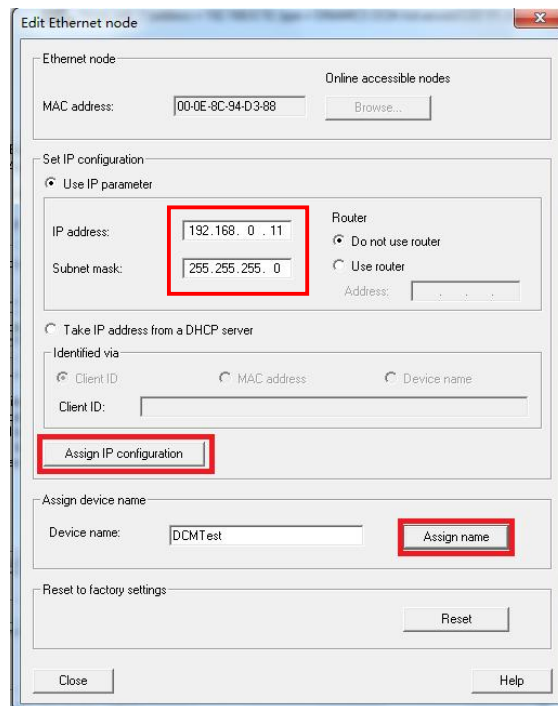 Edit Ethernet node
Ethernet node
Online accessible nodes
MAC address: 00-0E-8C-94-D3-88 Browse...
Set IP configuration
Use IP parameter
IP address: 192.168. 0 . 11
Subnet mask: 255.255.255. 0
Router
Do not use router
Use router
Address: . . .
Take IP address from a DHCP server
Identified via
Client ID MAC address Device name
Client ID:
Assign IP configuration
Assign device name
Device name: DCMTest Assign name
Reset to factory settings
Reset
Close Help